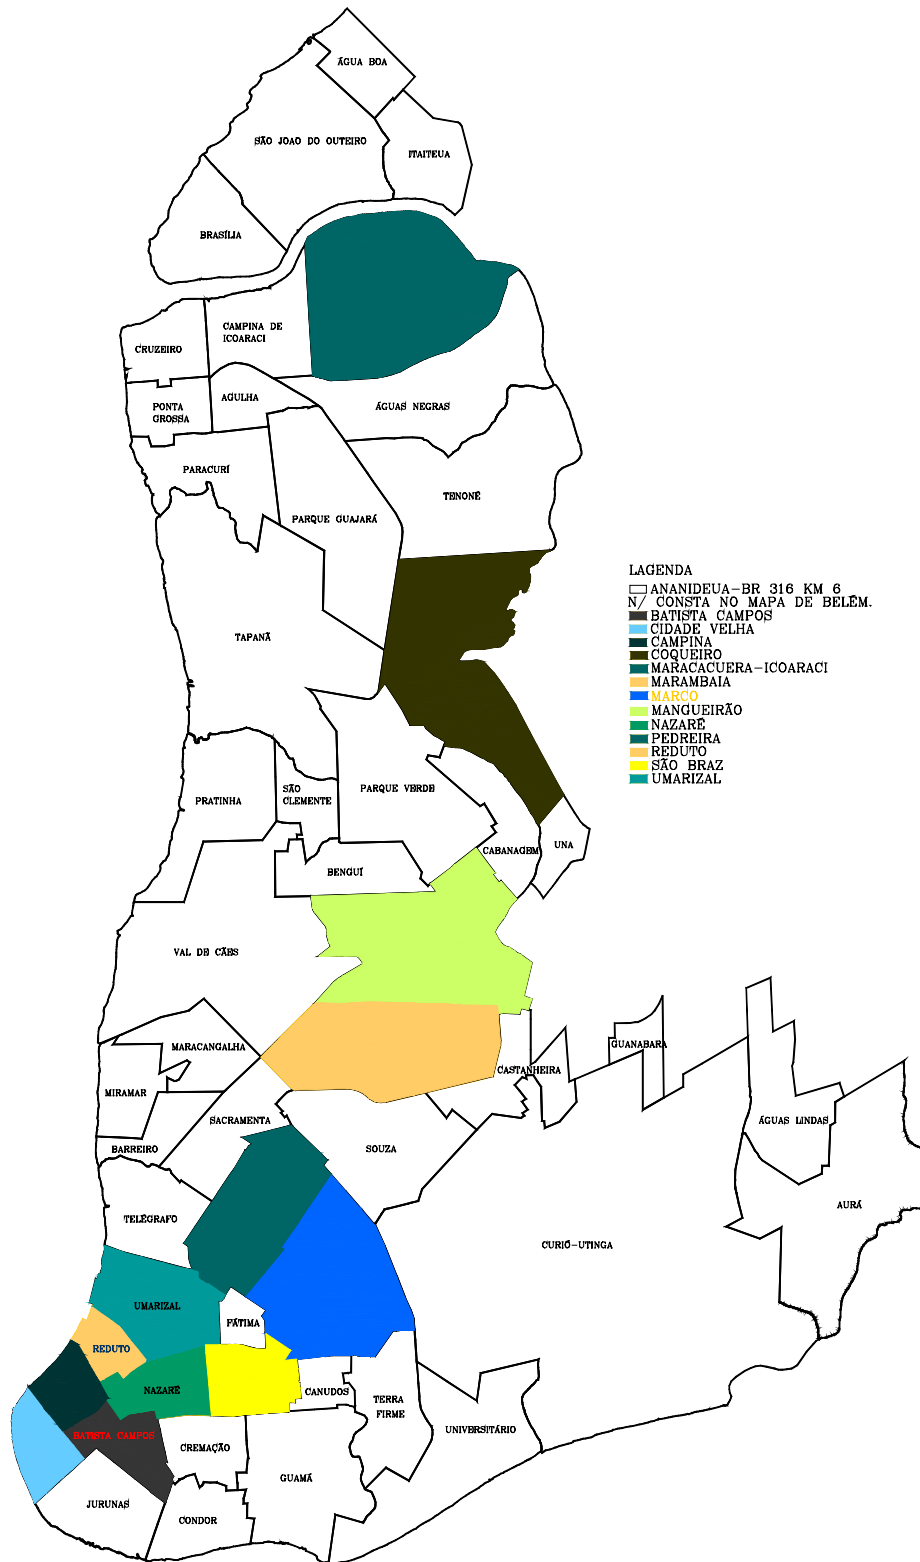 ÁGUA BOA
SÃO JOAO DO OUTEIRO
ITAITEUA
BRASÍLIA
CAMPINA DE
ICOARACI
CRUZEIRO
AGULHA
PONTA
GROSSA
ÁGUAS NEGRAS
PARACURÍ
TENONÉ
PARQUE GUAJARÁ
LAGENDA
ANANIDEUA-BR 316 KM 6
N/ CONSTA NO MAPA DE BELÉM.
BATISTA CAMPOS
CIDADE VELHA
CAMPINA
COQUEIRO
MARACACUERA-ICOARACI
MARAMBAIA
MARCO
MANGUEIRÃO
NAZARÉ
PEDREIRA
REDUTO
SÃO BRAZ
UMARIZAL
TAPANÃ
PARQUE VERDE
SÃO
CLEMENTE
PRATINHA
UNA
CABANAGEM
BENGUÍ
VAL DE CÃES
MARACANGALHA
GUANABARA
CASTANHEIRA
MIRAMAR
SACRAMENTA
ÁGUAS LINDAS
BARREIRO
SOUZA
AURÁ
TELÉGRAFO
CURIÓ-UTINGA
UMARIZAL
FÁTIMA
REDUTO
NAZARÉ
CANUDOS
TERRA
FIRME
BATISTA CAMPOS
UNIVERSITÁRIO
CREMAÇÃO
GUAMÁ
JURUNAS
CONDOR